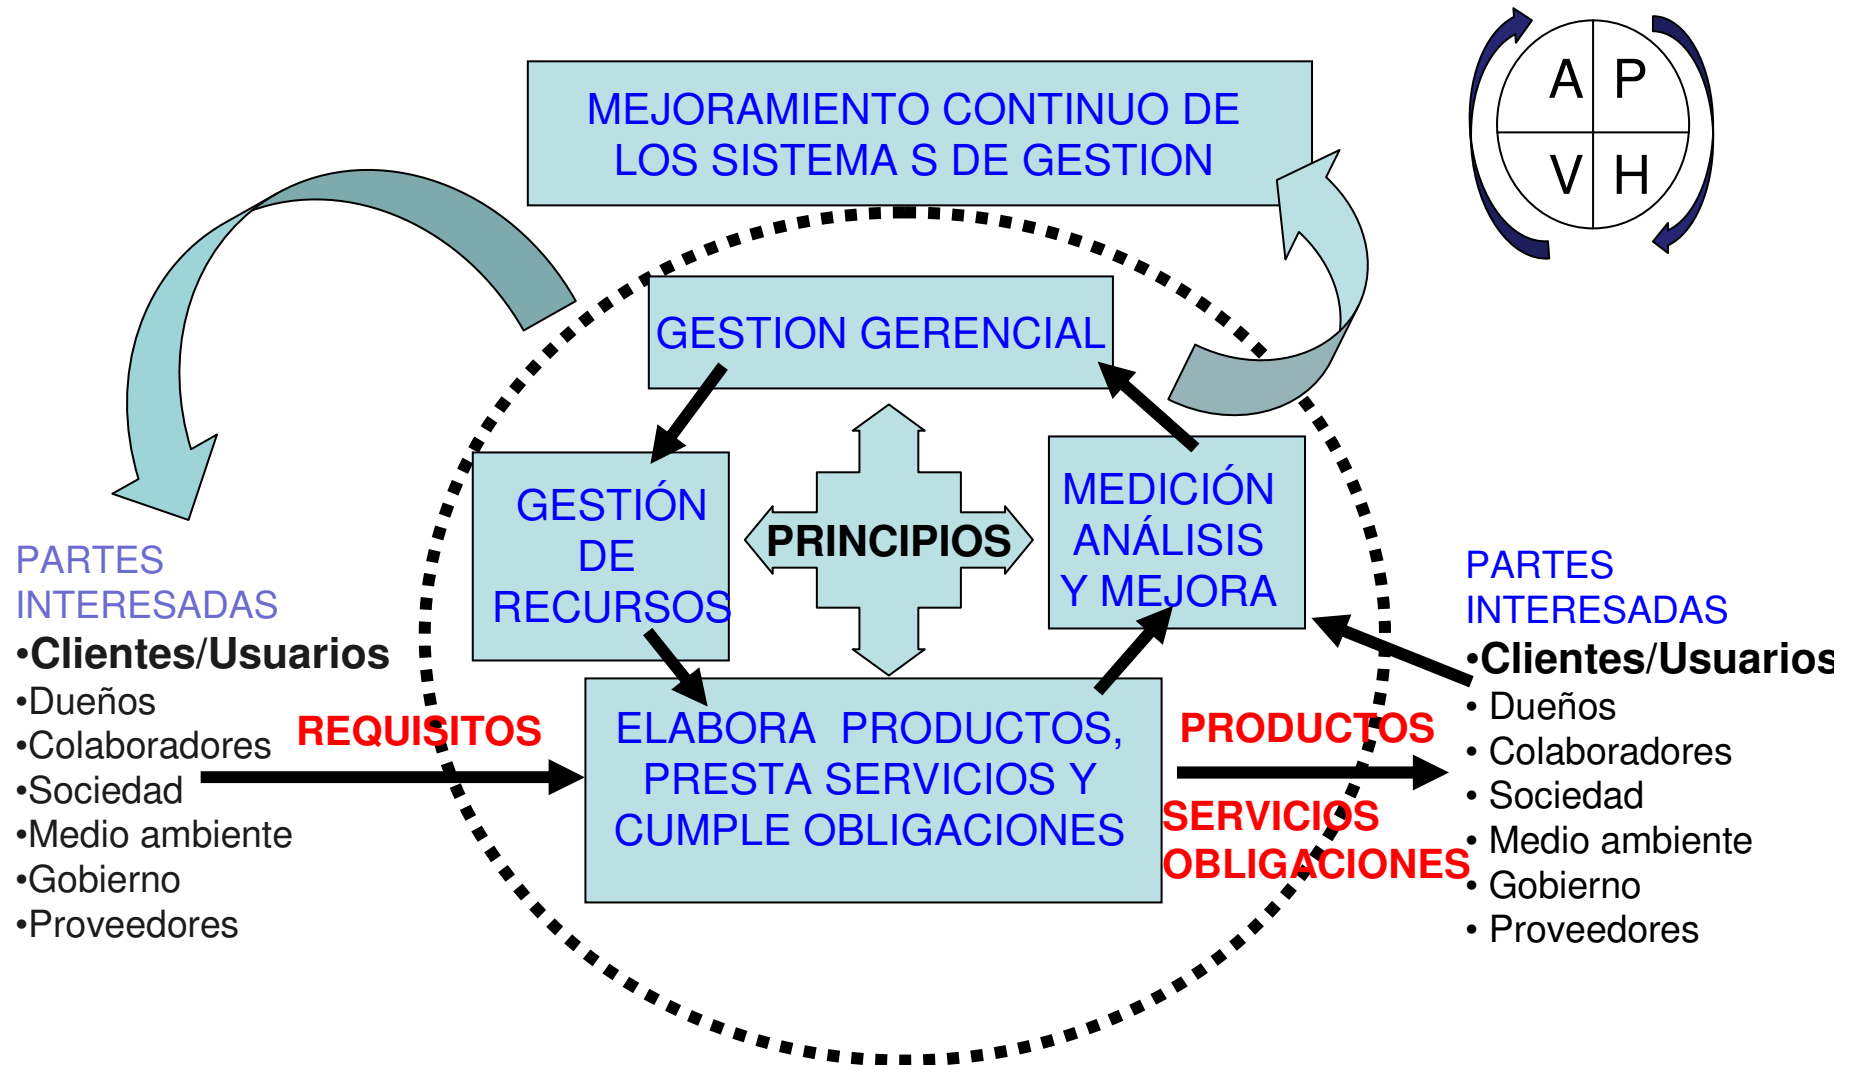 A P
V H
MEJORAMIENTO CONTINUO DE
LOS SISTEMA S DE GESTION
GESTION GERENCIAL
GESTIÓN
DE
RECURSOS
PRINCIPIOS
MEDICIÓN
ANÁLISIS
Y MEJORA
PARTES
INTERESADAS
•Clientes/Usuarios
•Dueños
•Colaboradores
•Sociedad
•Medio ambiente
•Gobierno
•Proveedores
REQUISITOS
ELABORA PRODUCTOS,
PRESTA SERVICIOS Y
CUMPLE OBLIGACIONES
PRODUCTOS
SERVICIOS
OBLIGACIONES
PARTES
INTERESADAS
•Clientes/Usuarios
• Dueños
• Colaboradores
• Sociedad
• Medio ambiente
• Gobierno
• Proveedores